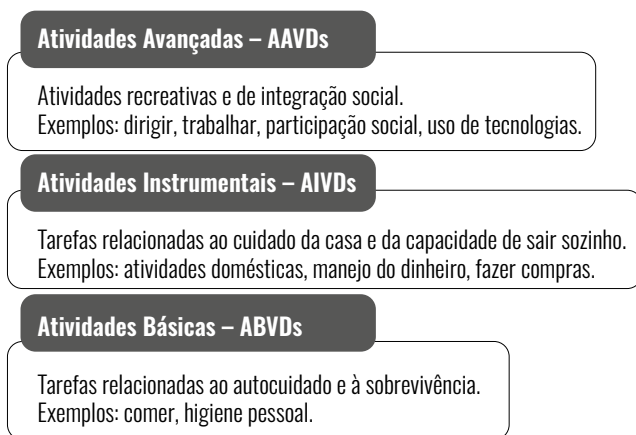 Atividades Avançadas – AAVDs
Atividades recreativas e de integração social.
Exemplos: dirigir, trabalhar, participação social, uso de tecnologias.
Atividades Instrumentais – AIVDs
Tarefas relacionadas ao cuidado da casa e da capacidade de sair sozinho.
Exemplos: atividades domésticas, manejo do dinheiro, fazer compras.
Atividades Básicas – ABVDs
Tarefas relacionadas ao autocuidado e à sobrevivência.
Exemplos: comer, higiene pessoal.